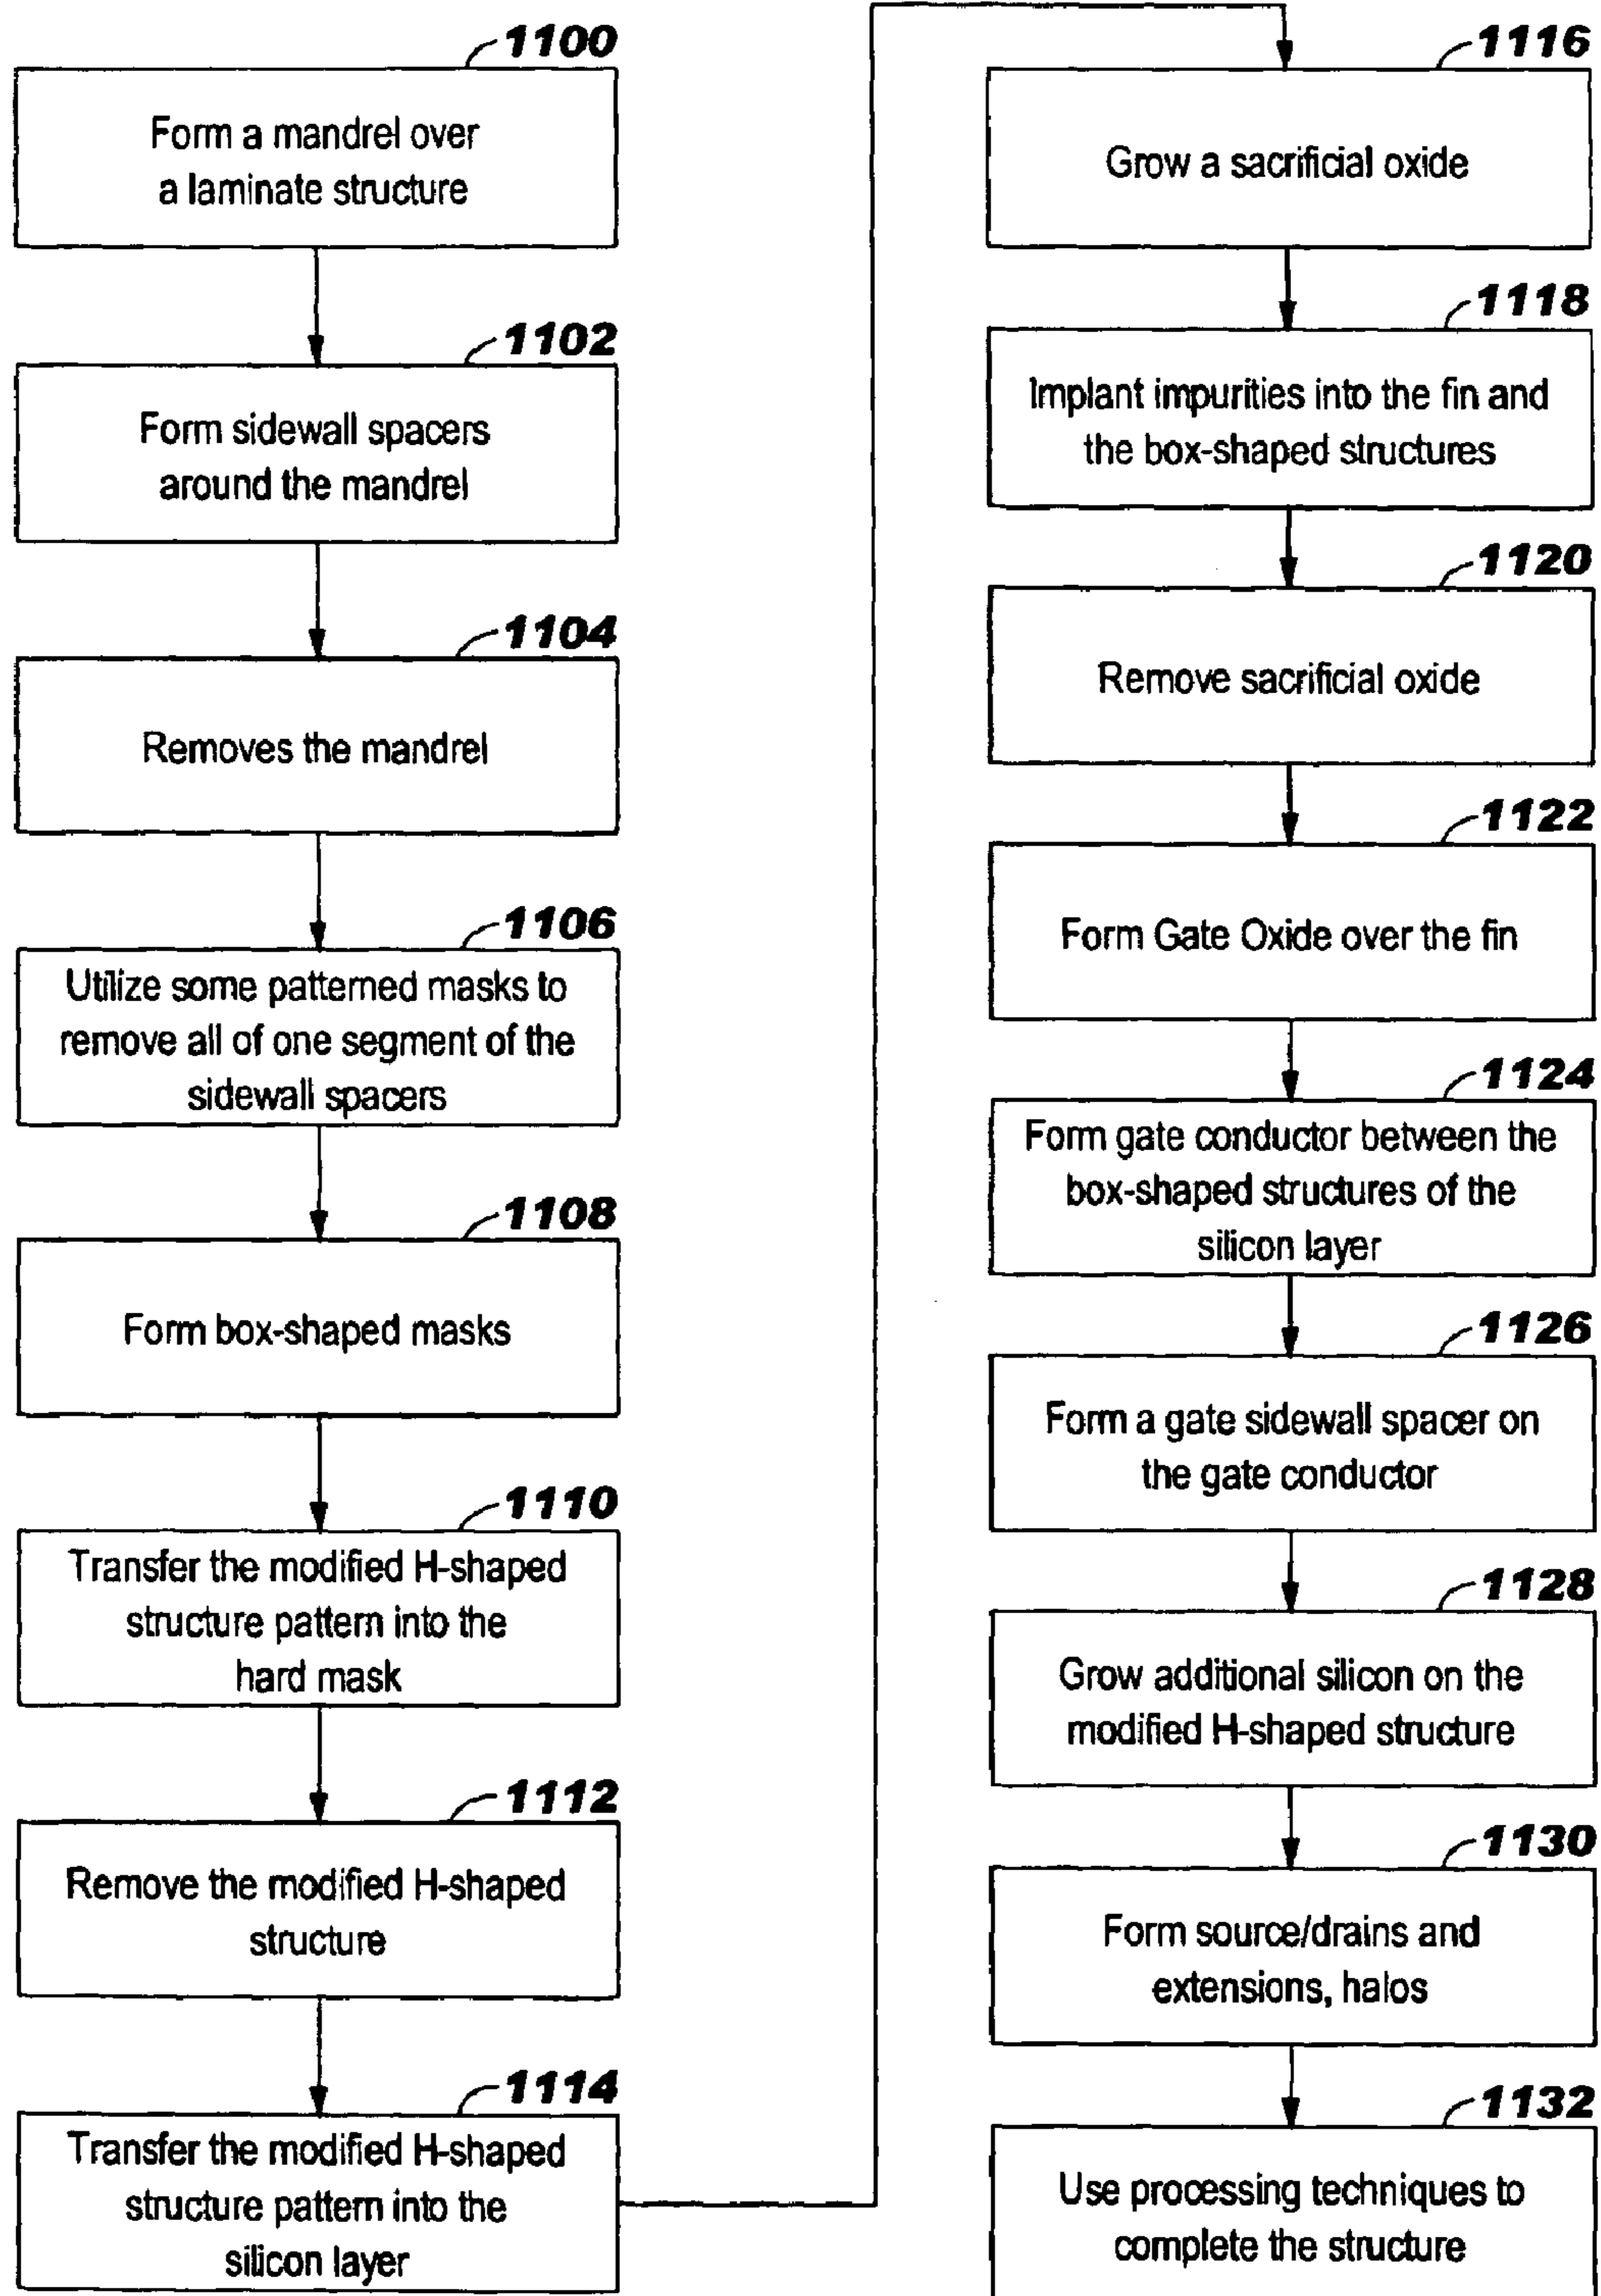 1100
Form a mandrel over
a laminate structure
1102
Form sidewall spacers
around the mandrel
1104
Removes the mandrel
1106
Utilize some patterned masks to
remove all of one segment of the
sidewall spacers
1108
Form box-shaped masks
1110
Transfer the modified H-shaped
structure pattern into the
hard mask
1112
Remove the modified H-shaped
structure
1114
Transfer the modified H-shaped
structure pattern into the
silicon layer
1116
Grow a sacrificial oxide
1118
Implant impurities into the fin and
the box-shaped structures
1120
Remove sacrificial oxide
1122
Form Gate Oxide over the fin
1124
Form gate conductor between the
box-shaped structures of the
silicon layer
1126
Form a gate sidewall spacer on
the gate conductor
1128
Grow additional silicon on the
modified H-shaped structure
1130
Form source/drains and
extensions, halos
1132
Use processing techniques to
complete the structure